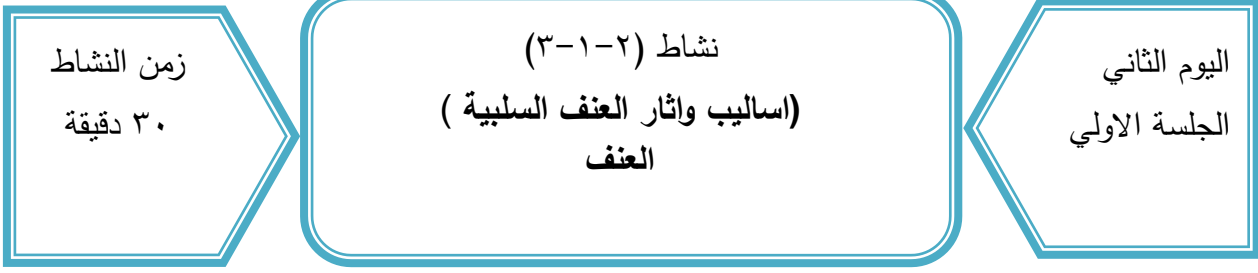 اليوم الثاني
الجلسة الاولي
نشاط (٢-١-٣)
(اساليب واثار العنف السلبية )
العنف
زمن النشاط
٣٠ دقيقة